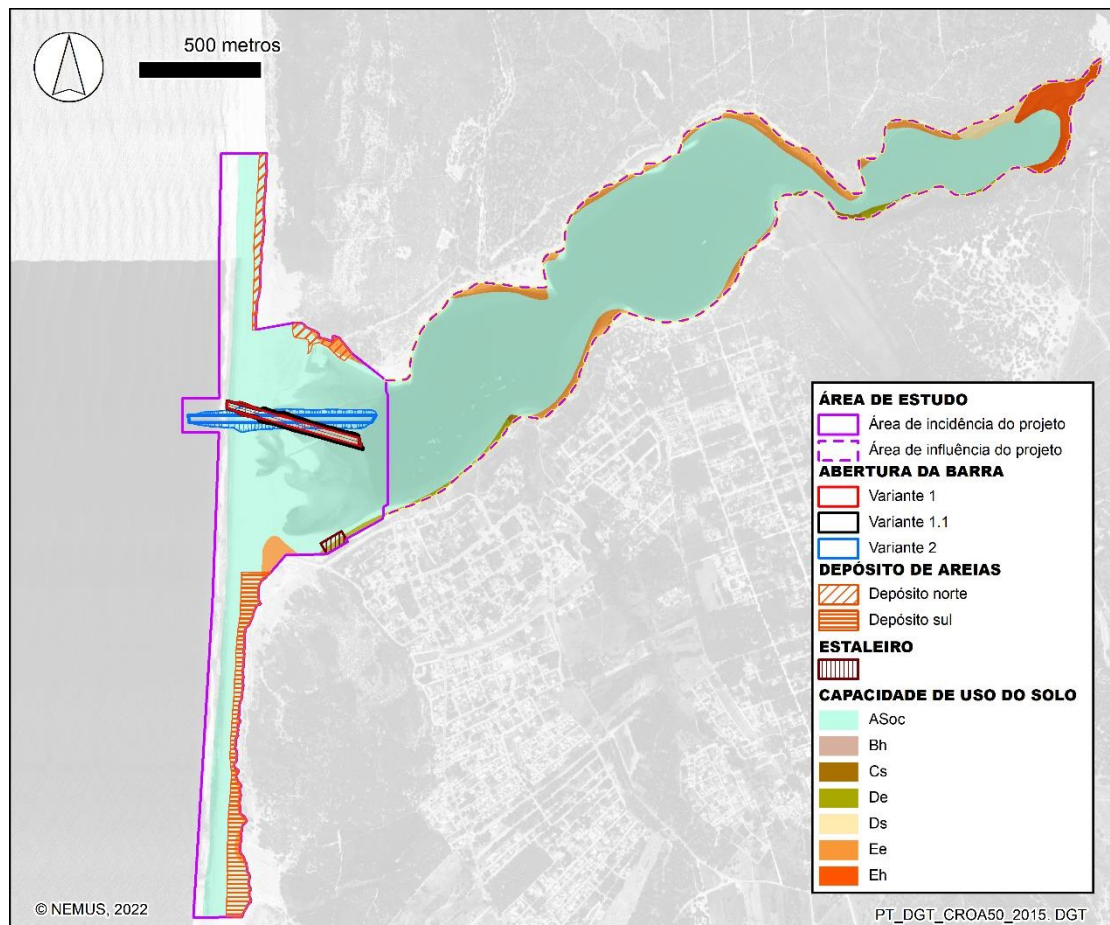 500 metros
ÁREA DE ESTUDO
Área de incidência do projeto
Área de influência do projeto
ABERTURA DA BARRA
Variante 1
Variante 1.1
Variante 2
DEPÓSITO DE AREIAS
Depósito norte
Depósito sul
ESTALEIRO
CAPACIDADE DE USO DO SOLO
ASoc
Bh
Cs
De
Ds
Ee
Eh
© NEMUS, 2022
PT_DGT_CROA50_2015. DGT